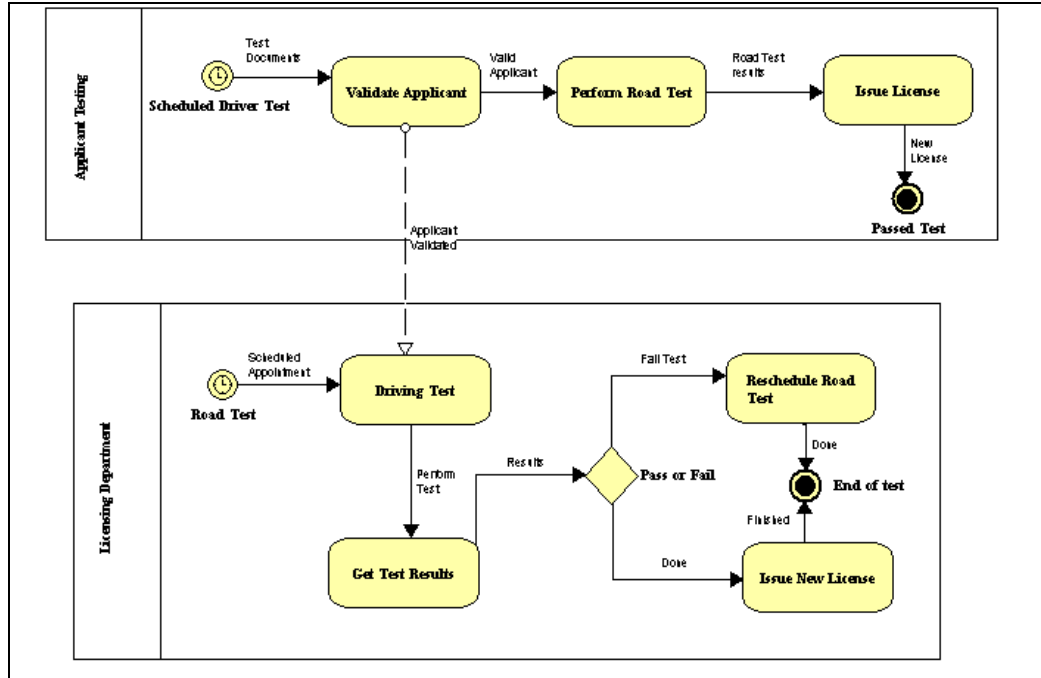 Applicant Testing
Test
Documents
Scheduled Driver Test
Validate Applicant
Valid
Applicant
Perform Road Test
Road Test
results
Issue License
New
License
Passed Test
Applicant
Validated
Licensing Department
Scheduled
Appointment
Road Test
Driving Test
Perform
Test
Get Test Results
Results
Pass or Fail
Fail Test
Reschedule Road
Test
Done
End of test
Finished
Done
Issue New License